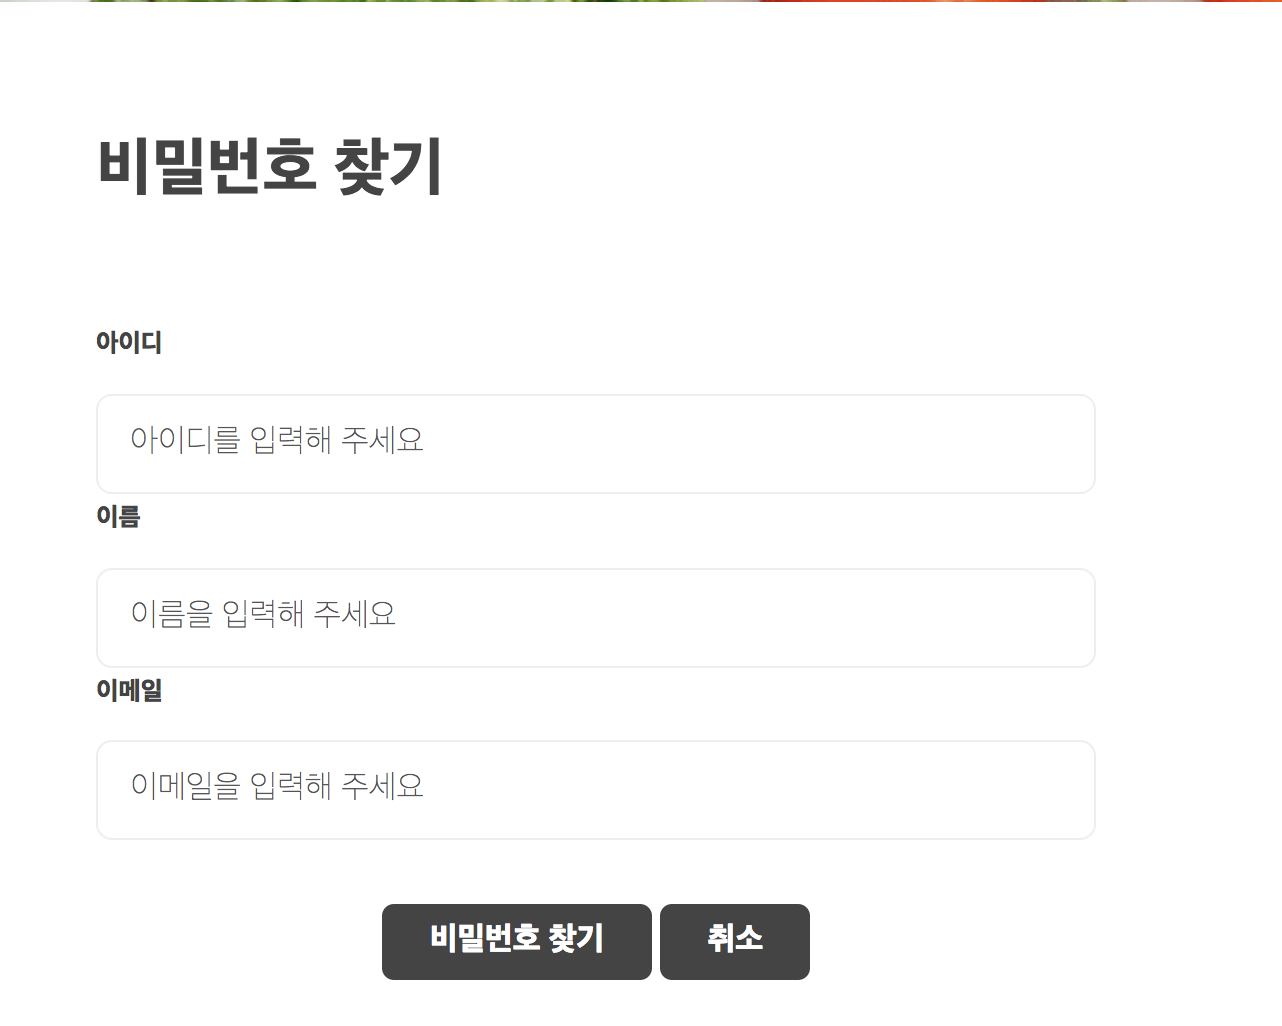 비밀번호 찾기
아이디
아이디를 입력해 주세요
이름
이름을 입력해 주세요
이메일
이메일을 입력해 주세요
비밀번호 찾기 취소